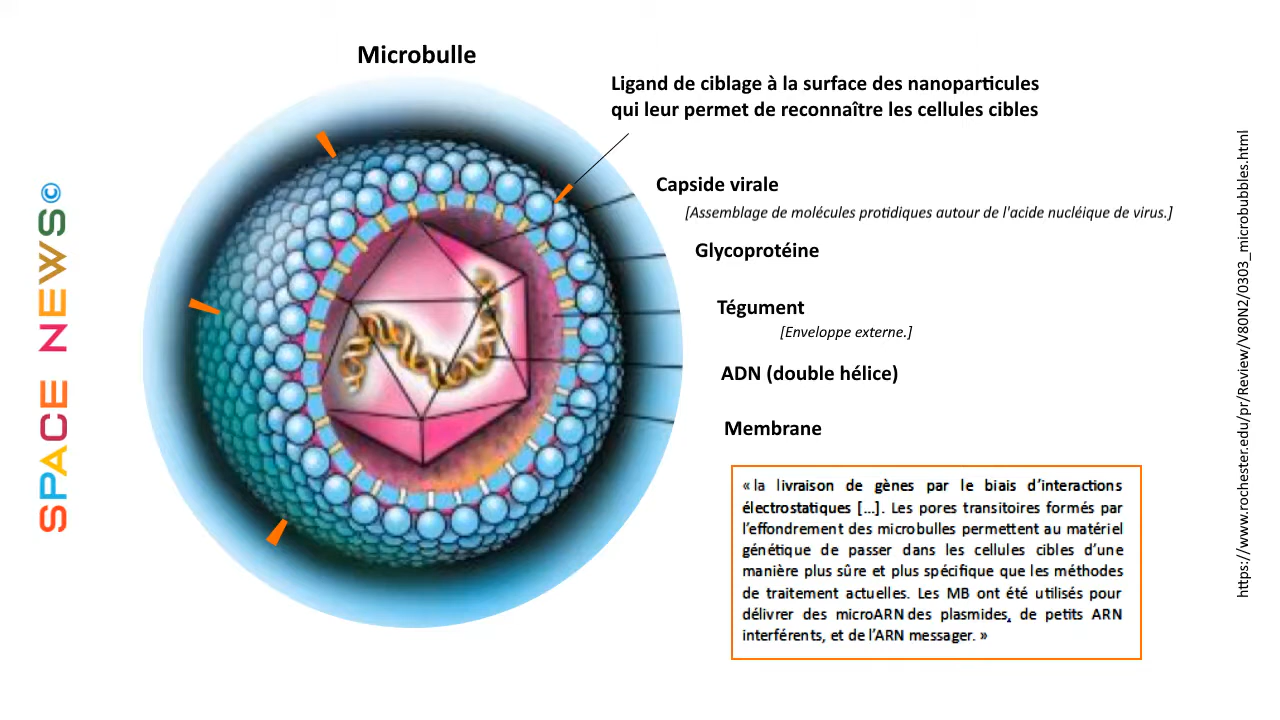 Microbulle
Ligand de ciblage à la surface des nanoparticules
qui leur permet de reconnaître les cellules cibles
Capside virale
[Assemblage de molécules protidiques autour de l'acide nucléique de virus.]
Glycoprotéine
Tégument
[Enveloppe externe.]
ADN (double hélice)
Membrane
« la livraison de gènes par le biais d’interactions
électrostatiques […]. Les pores transitoires formés par
l’effondrement des microbulles permettent au matériel
génétique de passer dans les cellules cibles d’une
manière plus sûre et plus spécifique que les méthodes
de traitement actuelles. Les MB ont été utilisés pour
délivrer des microARN des plasmides, de petits ARN
interférents, et de l’ARN messager. »
SPACE NEWS©
https://www.rochester.edu/pr/Review/V80N2/0303_microbubbles.html